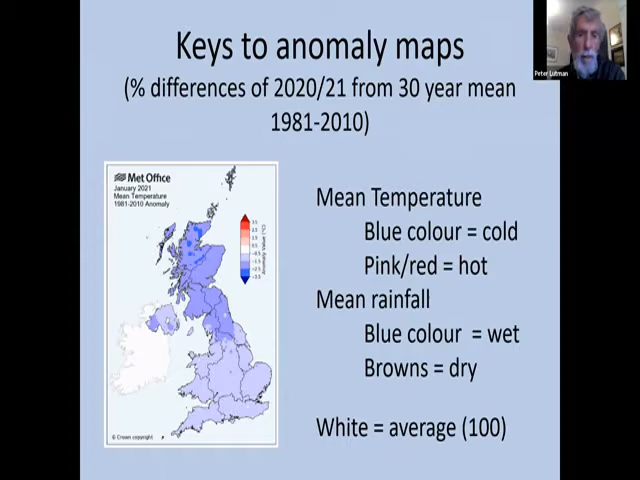 Keys to anomaly maps
(% differences of 2020/21 from 30 year mean
1981-2010)
Peter Lutman
Met Office
January 2021
Mean Temperature
1981-2010 Anomaly
© Crown copyright
Mean Temperature
Blue colour = cold
Pink/red = hot
Mean rainfall
Blue colour = wet
Browns = dry
White = average (100)